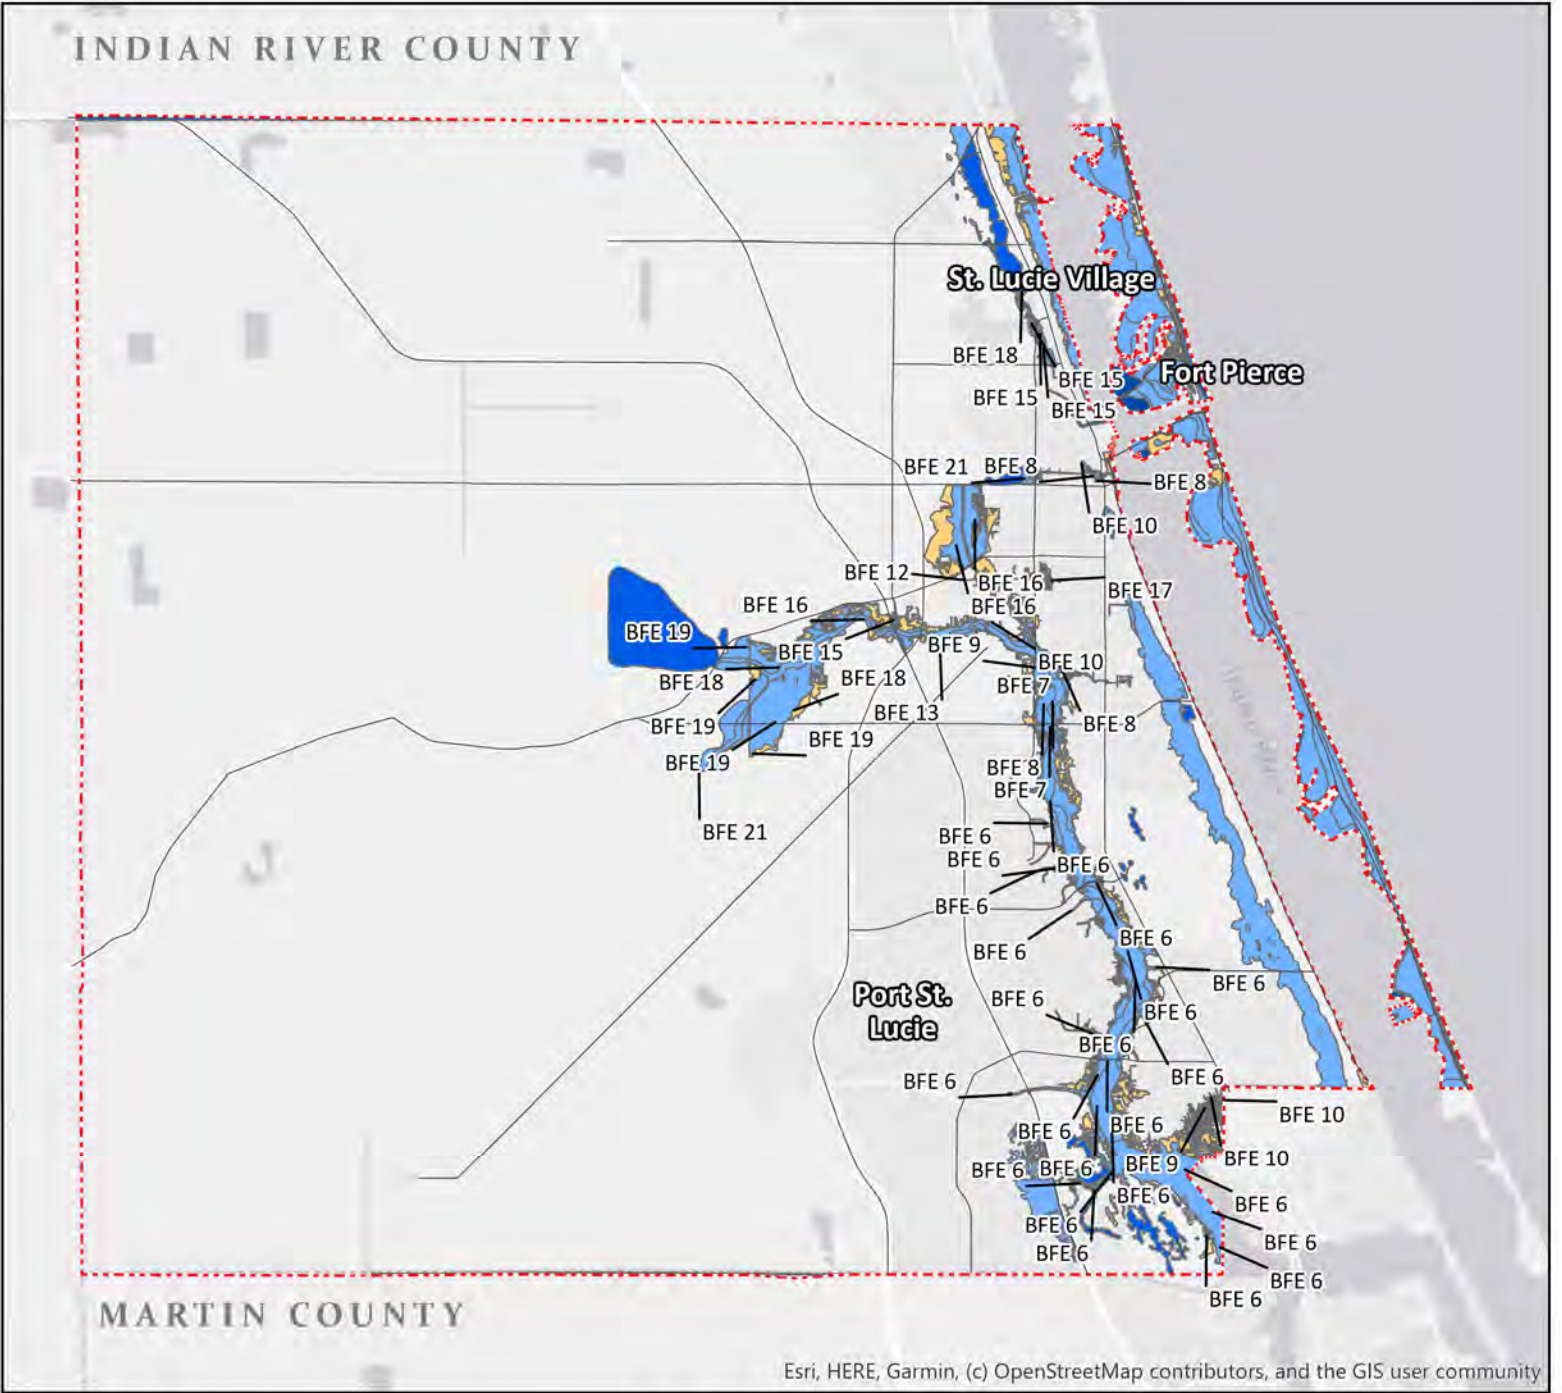 INDIAN RIVER COUNTY
St. Lucie Village
BFE 18
Fort Pierce
BFE 15
BFE 15
BFE 15
BFE 21
BFE 8
BFE 8
BFE 10
BFE 12
BFE 16
BFE 17
BFE 16
BFE 16
BFE 19
BFE 15
BFE 9
BFE 10
BFE 18
BFE 18
BFE 7
BFE 13
BFE 19
BFE 8
BFE 19
BFE 19
BFE 8
BFE 7
BFE 21
BFE 6
BFE 6
BFE 6
BFE 6
BFE 6
BFE 6
BFE 6
Port St.
Lucie
BFE 6
BFE 6
BFE 6
BFE 6
BFE 6
BFE 10
BFE 6
BFE 6
BFE 6
BFE 6
BFE 9
BFE 10
BFE 6
BFE 6
BFE 6
BFE 6
BFE 6
BFE 6
BFE 6
MARTIN COUNTY
Esri, HERE, Garmin, (c) OpenStreetMap contributors, and the GIS user community